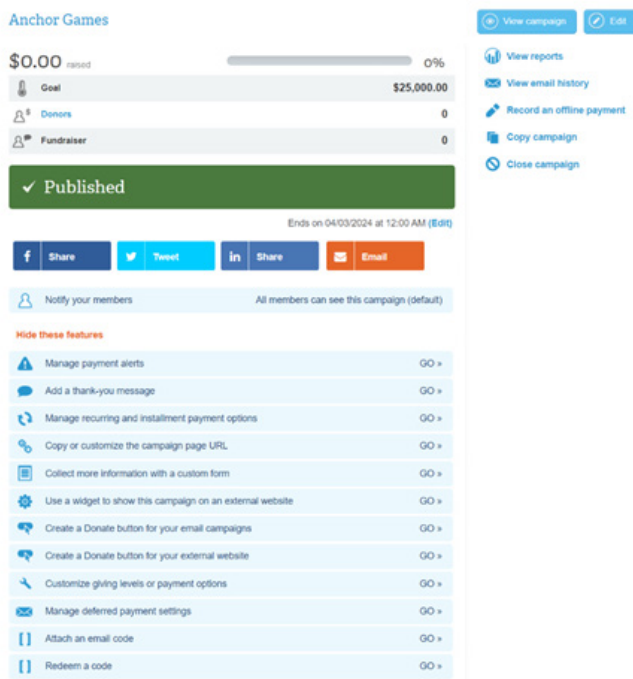 Anchor Games
View campaign
Edit
$0.00 raised 0%
Goal $25,000.00
Donors 0
Fundraiser 0
Published
Ends on 04/03/2024 at 12:00 AM (Edit)
Share Tweet Share Email
Notify your members All members can see this campaign (default)
Hide these features
Manage payment alerts GO »
Add a thank-you message GO »
Manage recurring and installment payment options GO »
Copy or customize the campaign page URL GO »
Collect more information with a custom form GO »
Use a widget to show this campaign on an external website GO »
Create a Donate button for your email campaigns GO »
Create a Donate button for your external website GO »
Customize giving levels or payment options GO »
Manage deferred payment settings GO »
Attach an email code GO »
Redeem a code GO »
View reports
View email history
Record an offline payment
Copy campaign
Close campaign